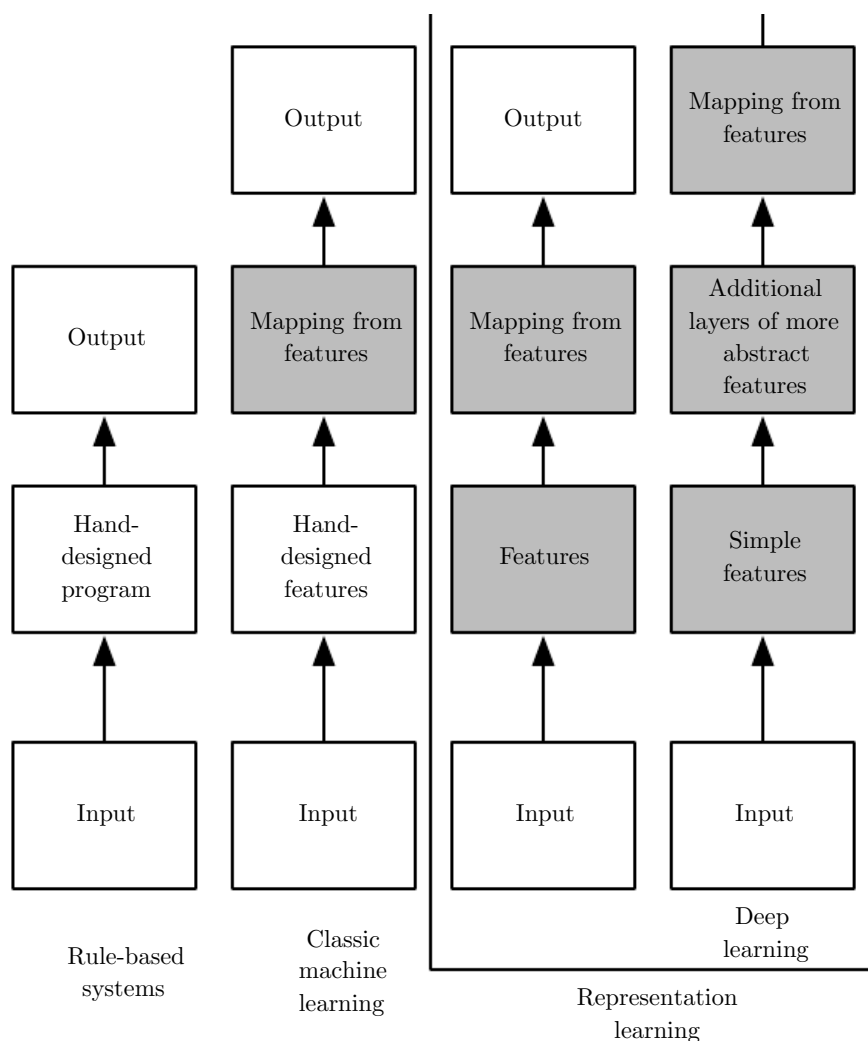 Output
Output
Mapping from
features
Output
Mapping from
features
Mapping from
features
Additional
layers of more
abstract
features
Hand-
designed
program
Hand-
designed
features
Features
Simple
features
Input
Input
Input
Input
Rule-based
systems
Classic
machine
learning
Deep
learning
Representation
learning